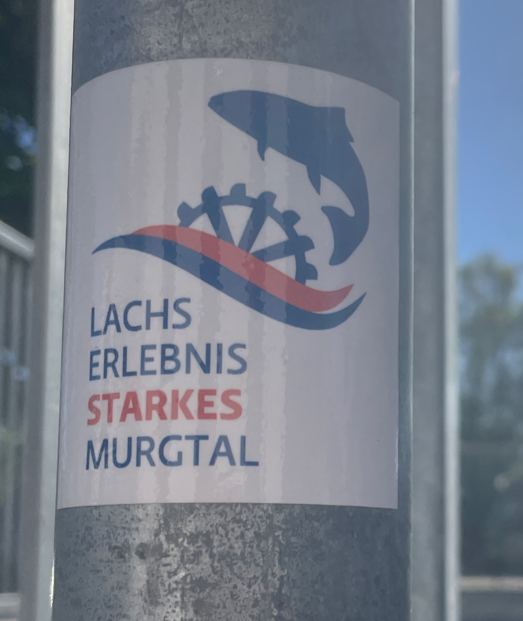 LACHS
ERLEBNIS
STARKES
MURGTAL